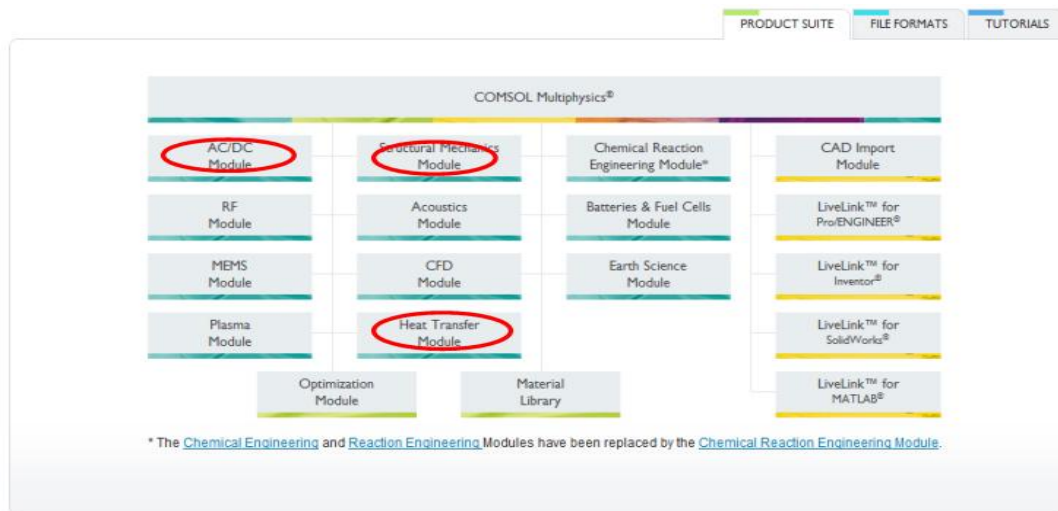 PRODUCT SUITE
FILE FORMATS
TUTORIALS
COMSOL Multiphysics®
AC/DC
Module
Structural Mechanics
Module
Chemical Reaction
Engineering Module*
CAD Import
Module
RF
Module
Acoustics
Module
Batteries & Fuel Cells
Module
LiveLink™ for
Pro/ENGINEER®
MEMS
Module
CFD
Module
Earth Science
Module
LiveLink™ for
Inventor®
Plasma
Module
Heat Transfer
Module
LiveLink™ for
SolidWorks®
Optimization
Module
Material
Library
LiveLink™ for
MATLAB®
* The Chemical Engineering and Reaction Engineering Modules have been replaced by the Chemical Reaction Engineering Module.